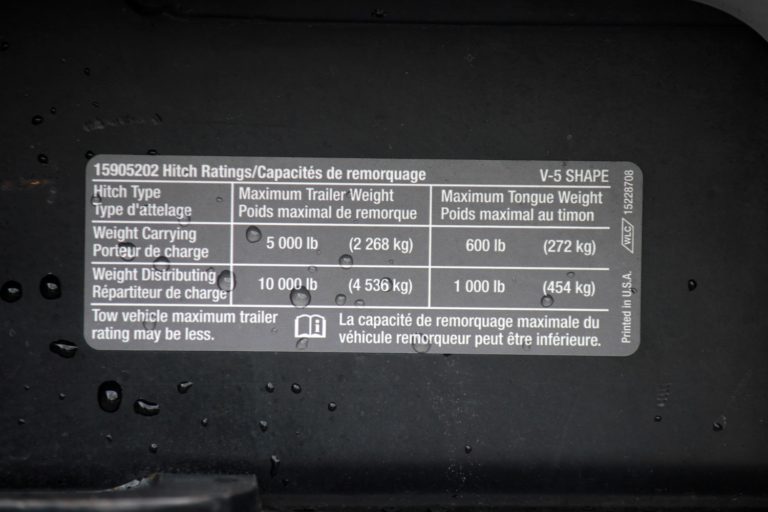 15905202 Hitch Ratings/Capacités de remorquage V-5 SHAPE
Hitch Type Maximum Trailer Weight Maximum Tongue Weight
Type d'attelage Poids maximal de remorque Poids maximal au timon
Weight Carrying
Porteur de charge 5 000 lb (2 268 kg) 600 lb (272 kg)
Weight Distributing
Répartiteur de charge 10 000 lb (4 536 kg) 1 000 lb (454 kg)
Tow vehicle maximum trailer
rating may be less.
La capacité de remorquage maximale du
véhicule remorqueur peut être inférieure.
Printed in U.S.A. WLC 15228708